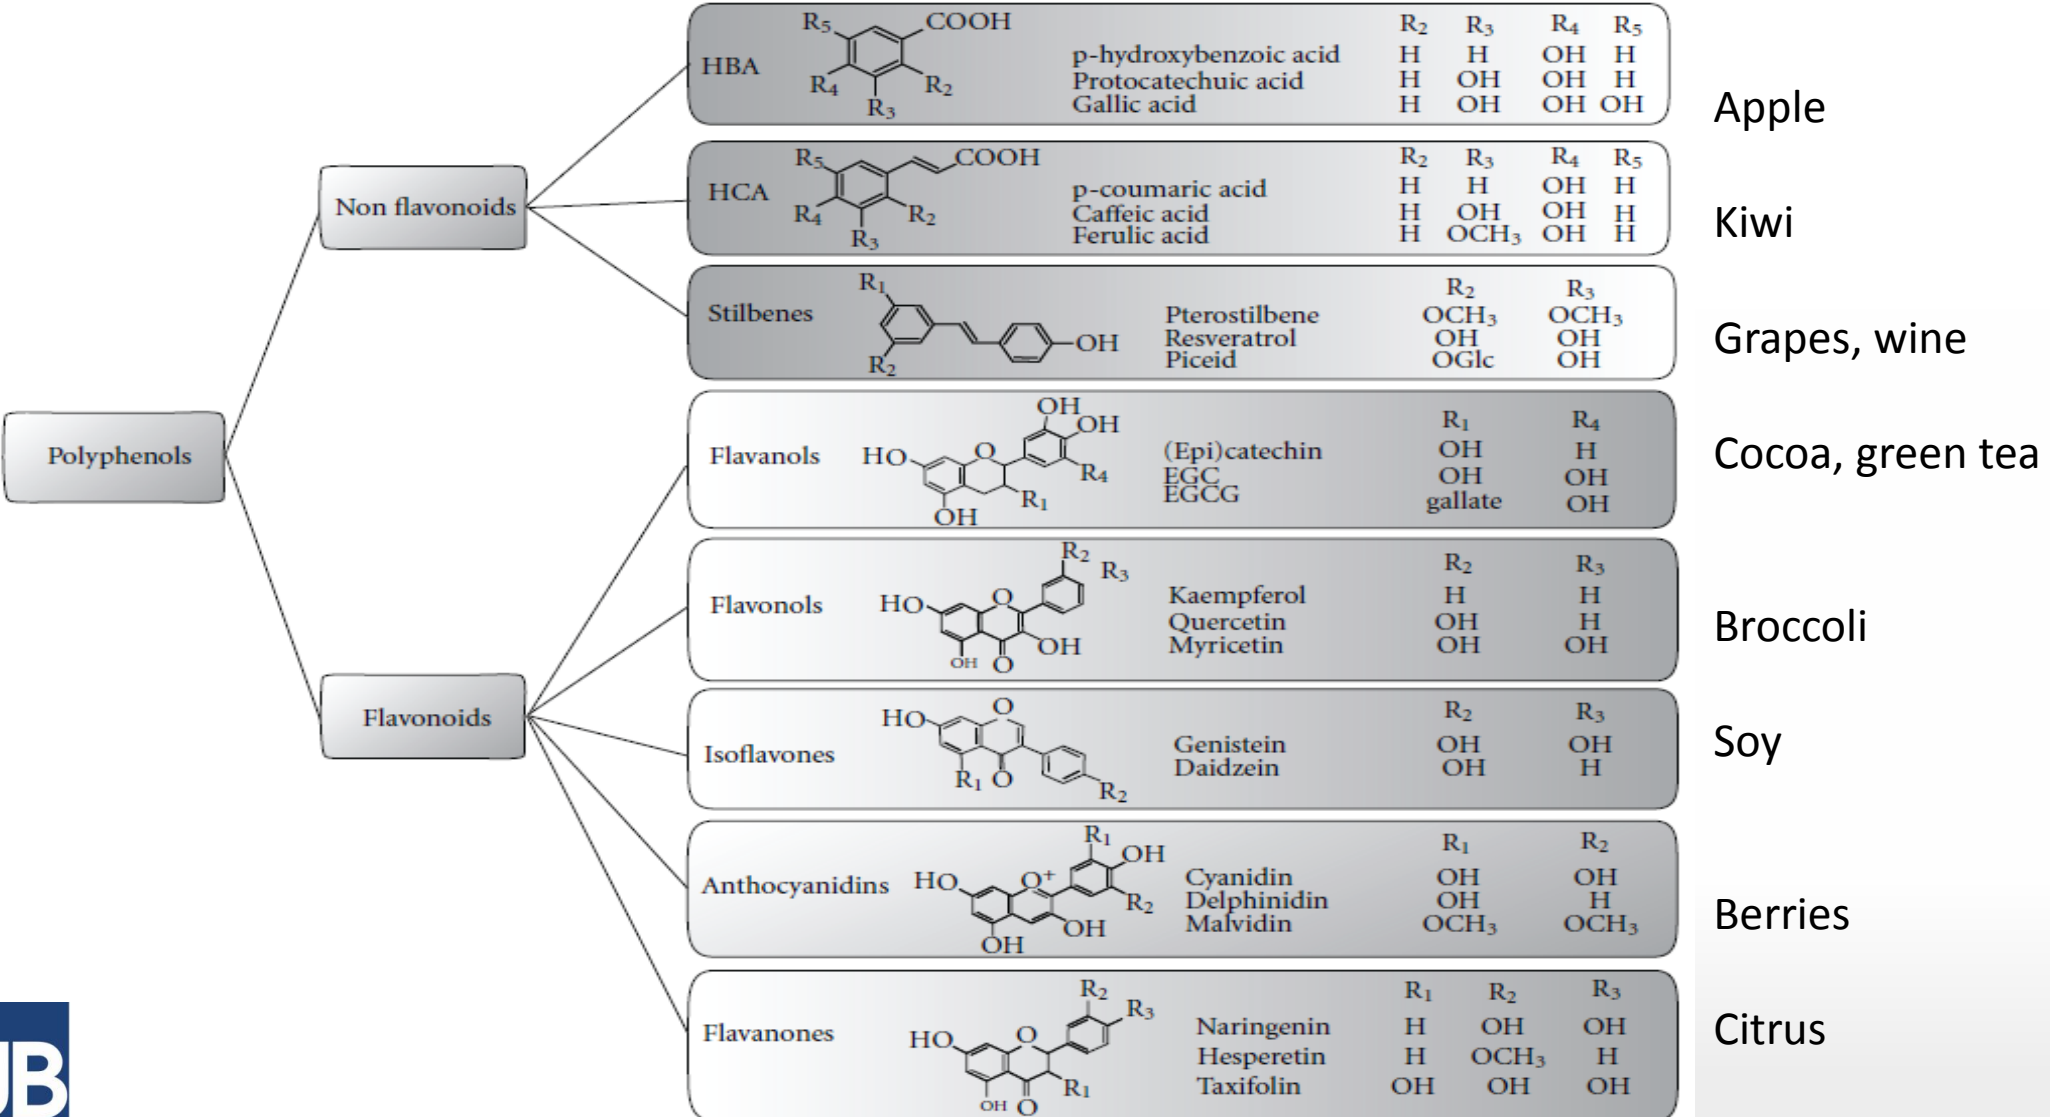 Polyphenols
Non flavonoids
Flavonoids
HBA
R5 COOH
R4 R2
R3
R2 R3 R4 R5
p-hydroxybenzoic acid H H OH H
Protocatechuic acid H OH OH H
Gallic acid H OH OH OH
Apple
HCA
R5 COOH
R4 R2
R3
R2 R3 R4 R5
p-coumaric acid H H OH H
Caffeic acid H OH OH H
Ferulic acid H OCH3 OH H
Kiwi
Stilbenes
R1
OH
R2
R2 R3
Pterostilbene OCH3 OCH3
Resveratrol OH OH
Piceid OGlc OH
Grapes, wine
Flavanols
OH
OH
HO O
R4
R1
OH
R1 R4
(Epi)catechin OH H
EGC OH OH
EGCG gallate OH
Cocoa, green tea
Flavonols
R2
R3
HO O
OH
OH O
R2 R3
Kaempferol H H
Quercetin OH H
Myricetin OH OH
Broccoli
Isoflavones
HO O
R1 O
R2
R2 R3
Genistein OH OH
Daidzein OH H
Soy
Anthocyanidins
R1
OH
HO O+
R2
OH
OH
R1 R2
Cyanidin OH OH
Delphinidin OH H
Malvidin OCH3 OCH3
Berries
Flavanones
R2
R3
HO O
R1
OH O
R1 R2 R3
Naringenin H OH OH
Hesperetin H OCH3 H
Taxifolin OH OH OH
Citrus